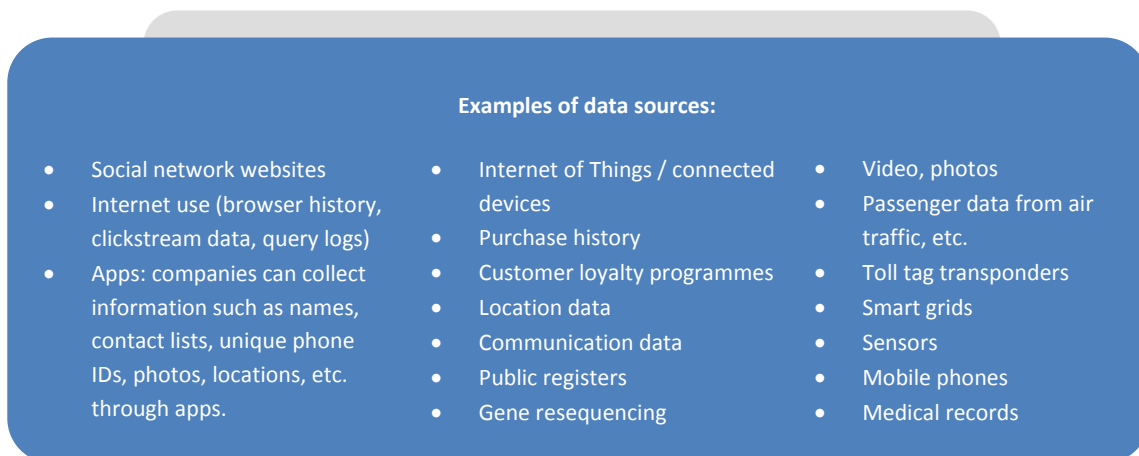 Examples of data sources:
• Social network websites
• Internet use (browser history,
clickstream data, query logs)
• Apps: companies can collect
information such as names,
contact lists, unique phone
IDs, photos, locations, etc.
through apps.
• Internet of Things / connected
devices
• Purchase history
• Customer loyalty programmes
• Location data
• Communication data
• Public registers
• Gene resequencing
• Video, photos
• Passenger data from air
traffic, etc.
• Toll tag transponders
• Smart grids
• Sensors
• Mobile phones
• Medical records